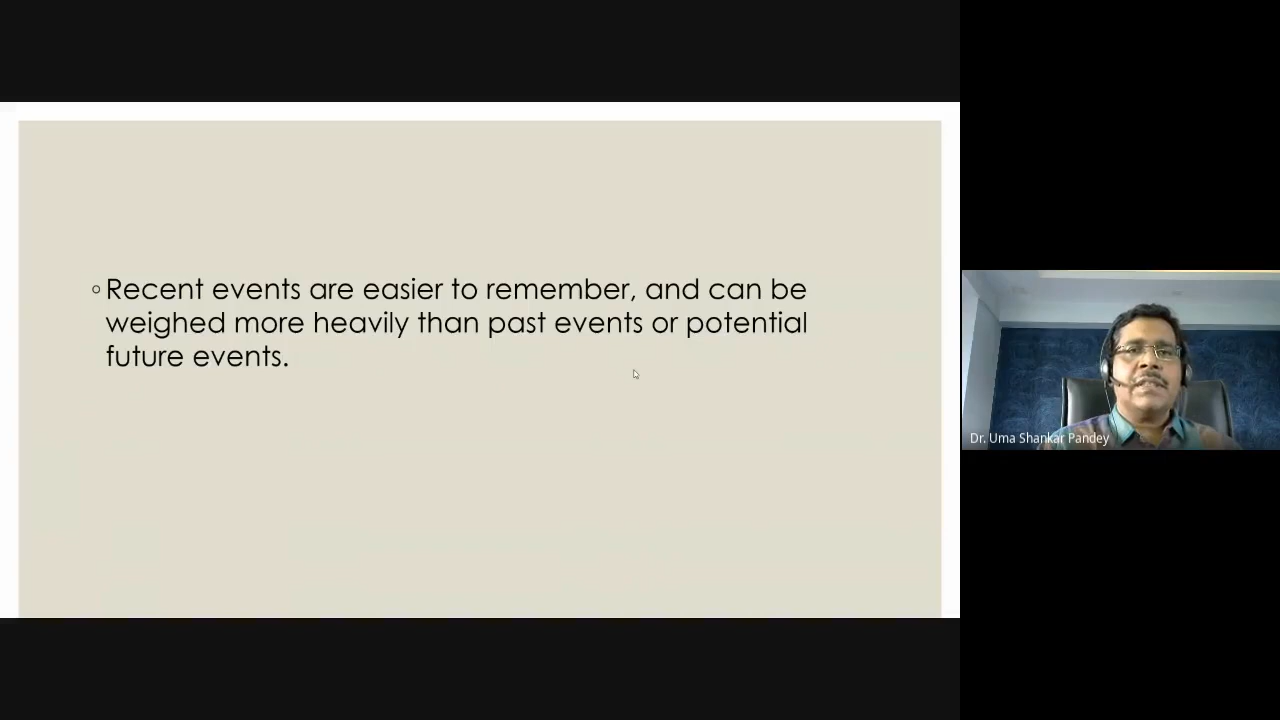 ◦Recent events are easier to remember, and can be
weighed more heavily than past events or potential
future events.
Dr. Uma Shankar Pandey